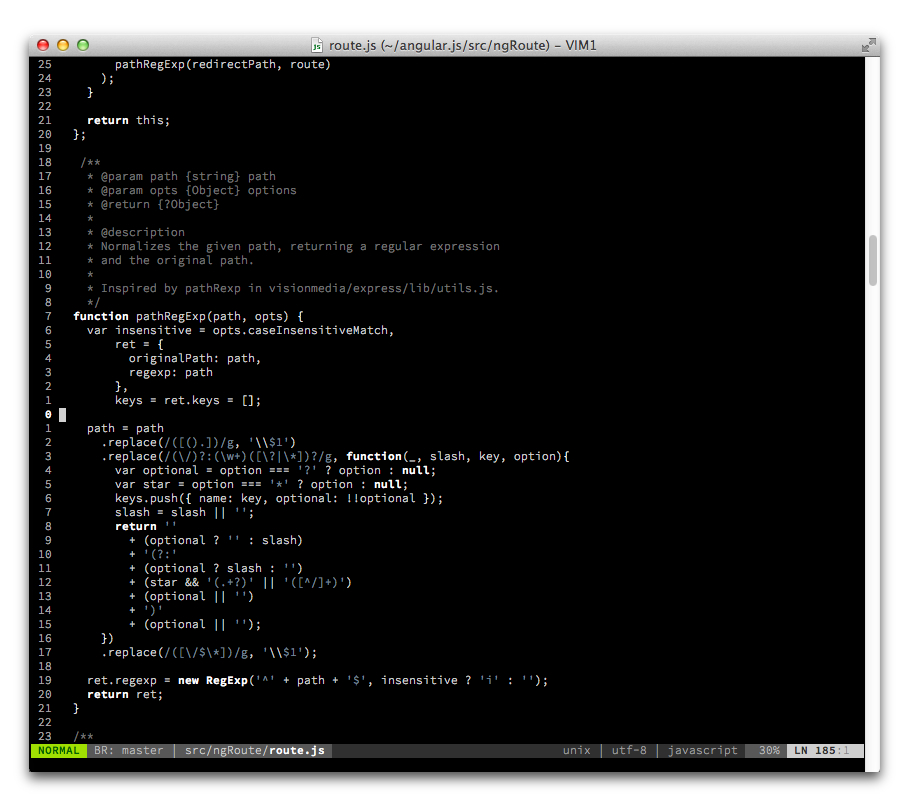 route.js (~/angular.js/src/ngRoute) – VIM1
25         pathRegExp(redirectPath, route)
24       );
23     }
22
21     return this;
20   };
19
18    /**
17     * @param path {string} path
16     * @param opts {Object} options
15     * @return {?Object}
14     *
13     * @description
12     * Normalizes the given path, returning a regular expression
11     * and the original path.
10     *
9     * Inspired by pathRexp in visionmedia/express/lib/utils.js.
8     */
7   function pathRegExp(path, opts) {
6     var insensitive = opts.caseInsensitiveMatch,
5         ret = {
4           originalPath: path,
3           regexp: path
2         },
1         keys = ret.keys = [];
0
1     path = path
2       .replace(/([().])/g, '\\$1')
3       .replace(/(\/)?:(\w+)([\?|\*])?/g, function(_, slash, key, option){
4         var optional = option === '?' ? option : null;
5         var star = option === '*' ? option : null;
6         keys.push({ name: key, optional: !!optional });
7         slash = slash || '';
8         return ''
9           + (optional ? '' : slash)
10           + '(?:'
11           + (optional ? slash : '')
12           + (star && '(.+?)' || '([^/]+)')
13           + (optional || '')
14           + ')'
15           + (optional || '');
16       })
17       .replace(/([\/$\*])/g, '\\$1');
18
19     ret.regexp = new RegExp('^' + path + '$', insensitive ? 'i' : '');
20     return ret;
21   }
22
23   /**
NORMAL BR: master | src/ngRoute/route.js unix | utf-8 | javascript 30% LN 185:1